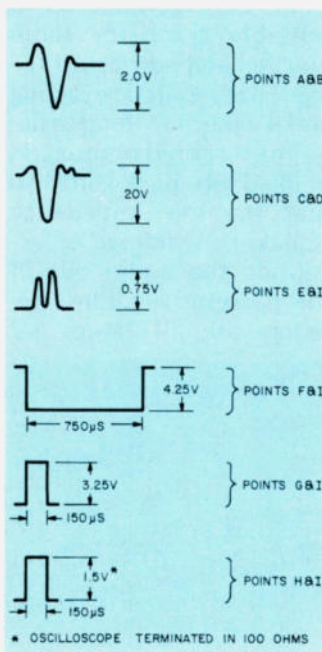 2.0V POINTS A&B
20V POINTS C&D
0.75V POINTS E&I
4.25V POINTS F&I
750µS
3.25V POINTS G&I
150µS
1.5V* POINTS H&I
150µS
* OSCILLOSCOPE TERMINATED IN 100 OHMS